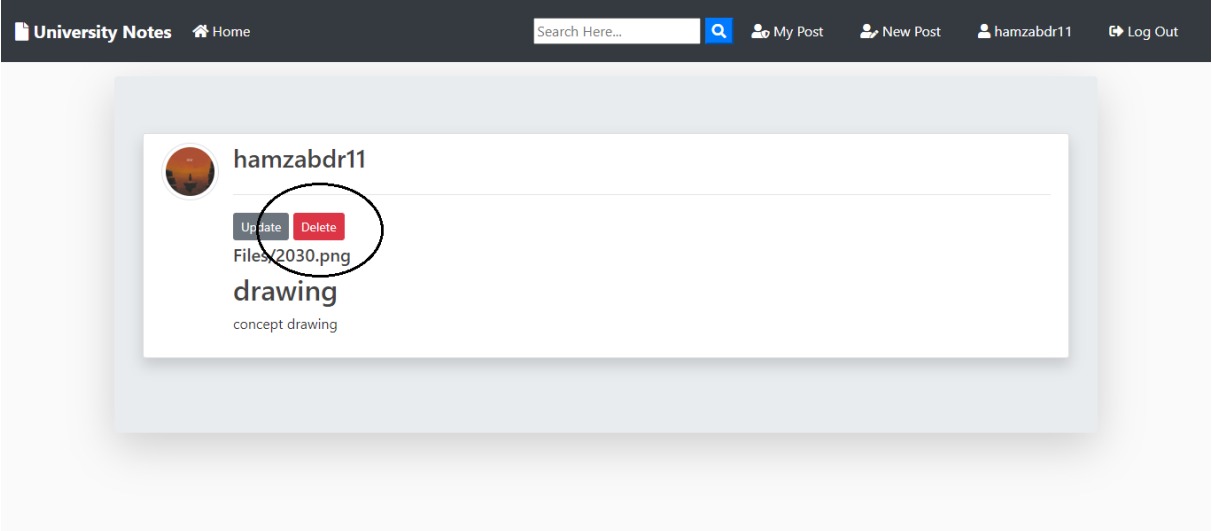 University Notes Home Search Here... My Post New Post hamzabdr11 Log Out
hamzabdr11
Update Delete
Files/2030.png
drawing
concept drawing